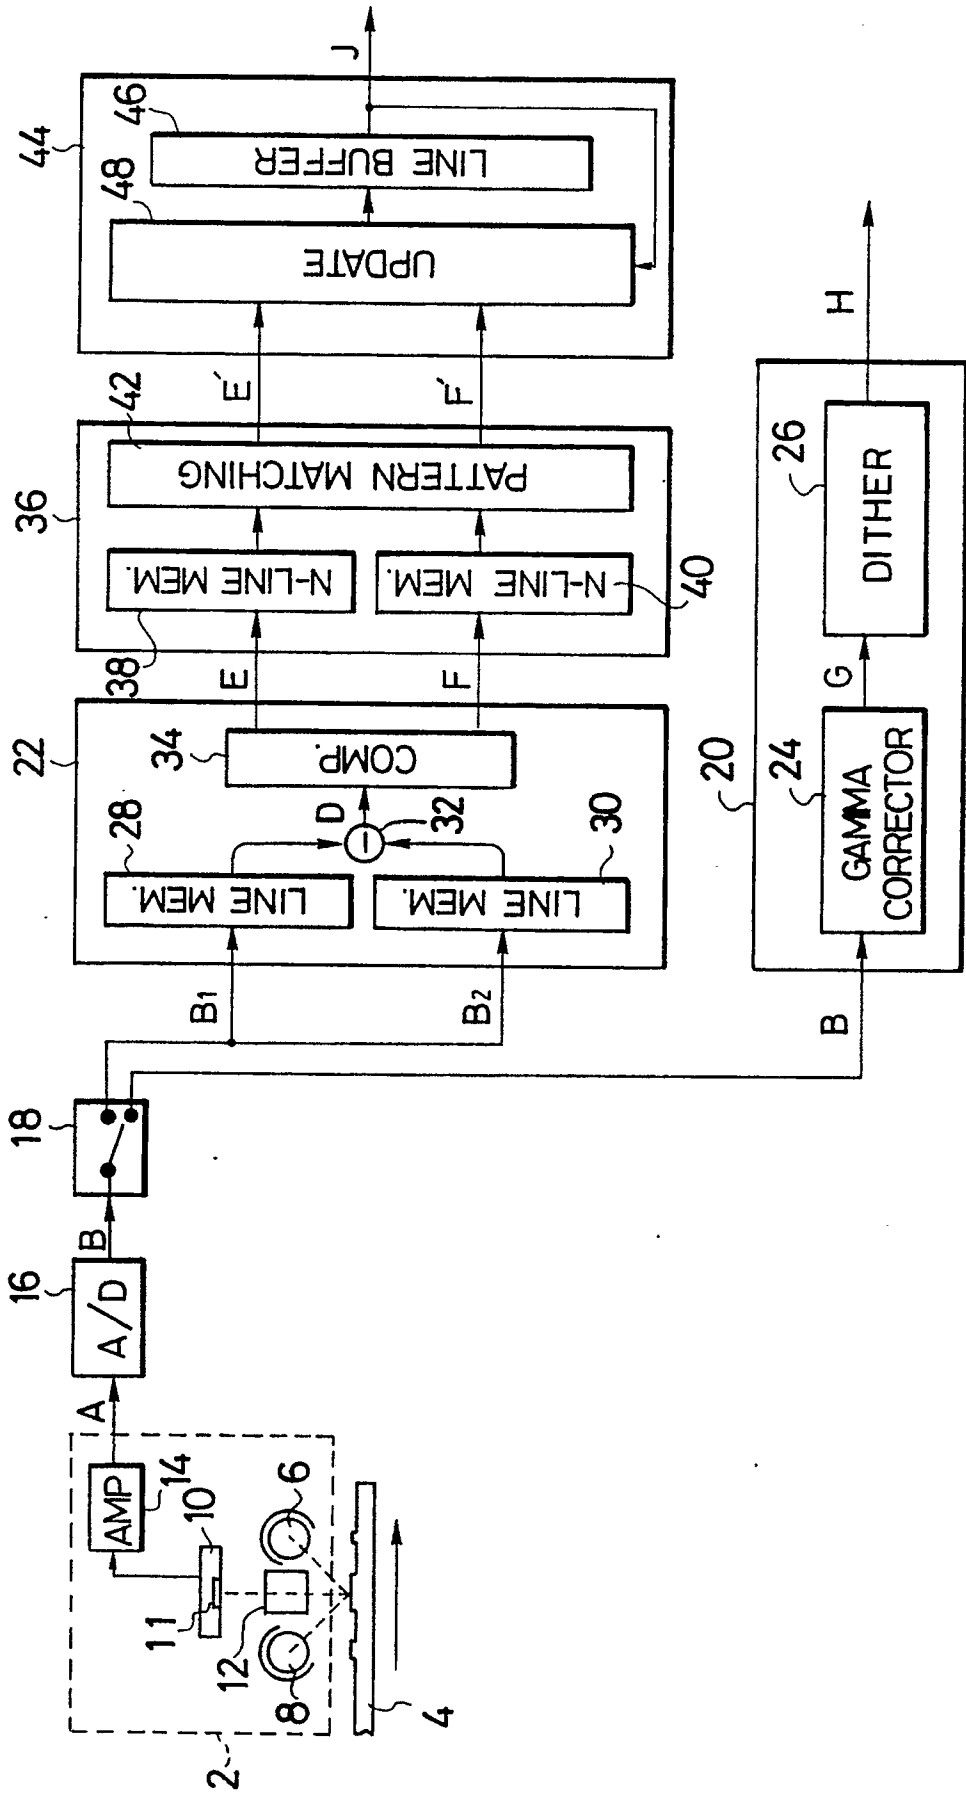 2
AMP
14
10
11
12
8
6
4
A
16
A/D
B
18
B1
B2
B
22
28
LINE MEM.
30
LINE MEM.
D
32
34
COMP.
E
F
36
38
N-LINE MEM.
40
N-LINE MEM.
42
PATTERN MATCHING
E'
F'
44
48
UPDATE
46
LINE BUFFER
J
20
24
GAMMA
CORRECTOR
G
26
DITHER
H